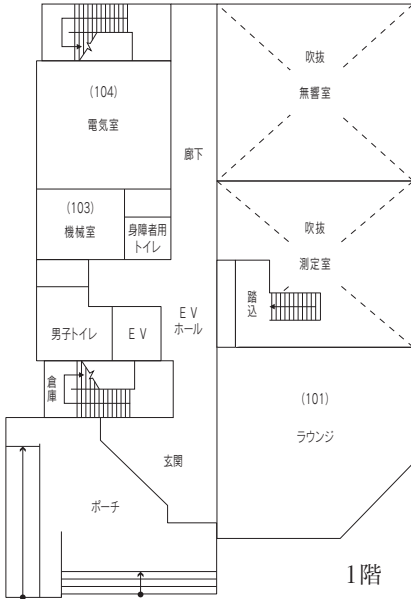 吹抜
無響室
(104)
電気室
廊下
(103)
機械室
身障者用
トイレ
吹抜
測定室
踏込
EV
ホール
男子トイレ
EV
倉庫
(101)
ラウンジ
玄関
ポーチ
1階